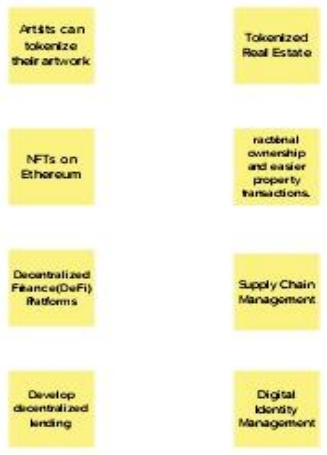 Artists can
tokenize
their artwork
Tokenized
Real Estate
NFTs on
Ethereum
ractional
ownership
and easier
property
transactions.
Decentralized
Finance(DeFi)
Platforms
Supply Chain
Management
Develop
decentralized
lending
Digital
Identity
Management